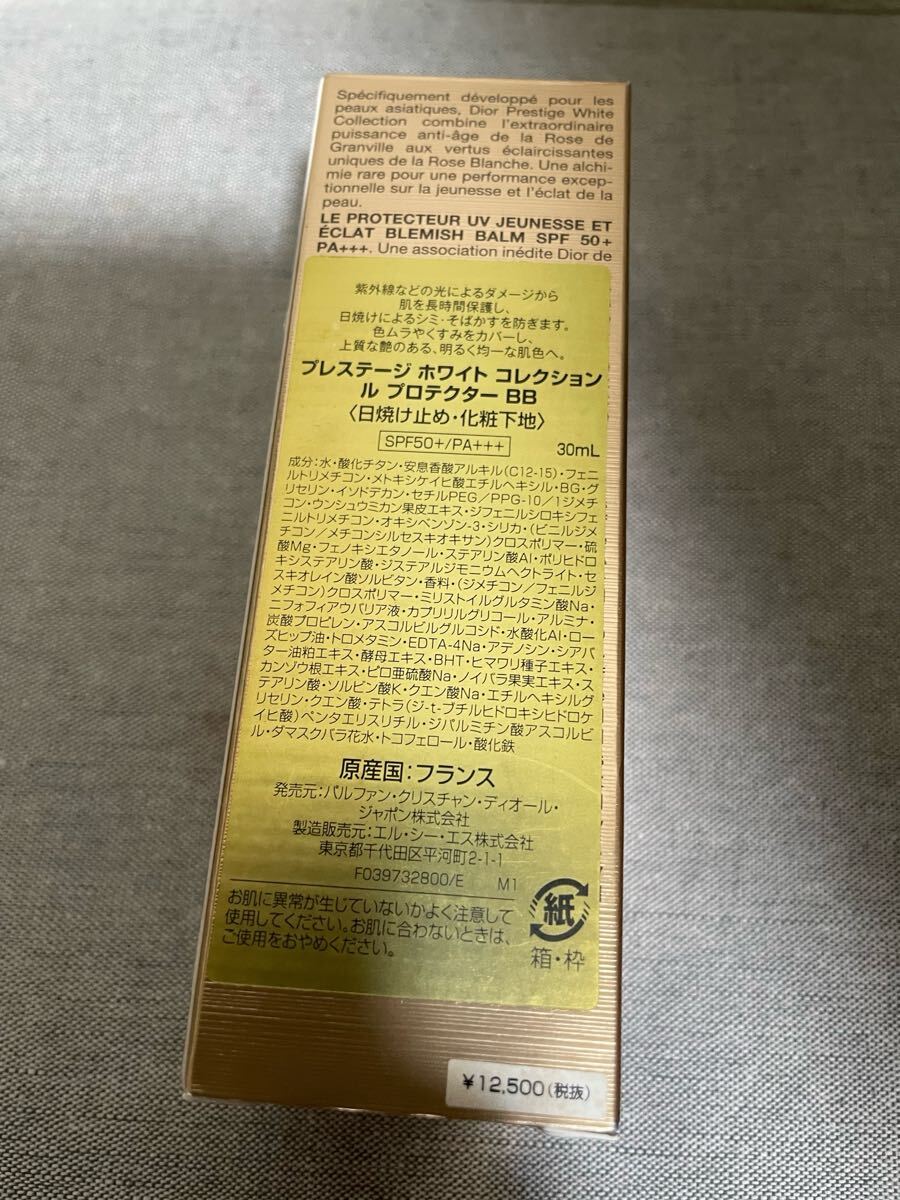 Spécifiquement développé pour les
peaux asiatiques, Dior Prestige White
Collection combine l'extraordinaire
puissance anti-âge de la Rose de
Granville aux vertus éclaircissantes
uniques de la Rose Blanche. Une alchi-
mie rare pour une performance excep-
tionnelle sur la jeunesse et l'éclat de la
peau.
LE PROTECTEUR UV JEUNESSE ET
ÉCLAT BLEMISH BALM SPF 50+
PA+++. Une association inédite Dior de
紫外線などの光によるダメージから
肌を長時間保護し、
日焼けによるシミ・そばかすを防ぎます。
色ムラやくすみをカバーし、
上質な艶のある、明るく均一な肌色へ。
プレステージ ホワイト コレクション
ル プロテクター BB
〈日焼け止め・化粧下地〉
SPF50+/PA+++ 30mL
成分：水・酸化チタン・安息香酸アルキル(C12-15)・フェニ
ルトリメチコン・メトキシケイヒ酸エチルヘキシル・BG・グ
リセリン・イソドデカン・セチルPEG/PPG-10/1ジメチ
コン・ウンシュウミカン果皮エキス・ジフェニルシロキシフェ
ニルトリメチコン・オキシベンゾン-3・シリカ・(ビニルジメ
チコン/メチコンシルセスキオキサン)クロスポリマー・硫
酸Mg・フェノキシエタノール・ステアリン酸Al・ポリヒドロ
キシステアリン酸・ジステアルジモニウムヘクトライト・セ
スキオレイン酸ソルビタン・香料・(ジメチコン/フェニルジ
メチコン)クロスポリマー・ミリストイルグルタミン酸Na・
ニフォフィアウバリア液・カプリリルグリコール・アルミナ・
炭酸プロピレン・アスコルビルグルコシド・水酸化Al・ロー
ズヒップ油・トロメタミン・EDTA-4Na・アデノシン・シアバ
ター油粕エキス・酵母エキス・BHT・ヒマワリ種子エキス・
カンゾウ根エキス・ピロ亜硫酸Na・ノイバラ果実エキス・ス
テアリン酸・ソルビン酸K・クエン酸Na・エチルヘキシルグ
リセリン・クエン酸・テトラ(ジ-t-ブチルヒドロキシヒドロケ
イヒ酸)ペンタエリスリチル・ジパルミチン酸アスコルビ
ル・ダマスクバラ花水・トコフェロール・酸化鉄
原産国：フランス
発売元：パルファン・クリスチャン・ディオール・
ジャポン株式会社
製造販売元：エル・シー・エス株式会社
東京都千代田区平河町2-1-1
F039732800/E M1
お肌に異常が生じていないかよく注意して
使用してください。お肌に合わないときは、
ご使用をおやめください。
紙
箱・枠
¥12,500(税抜)